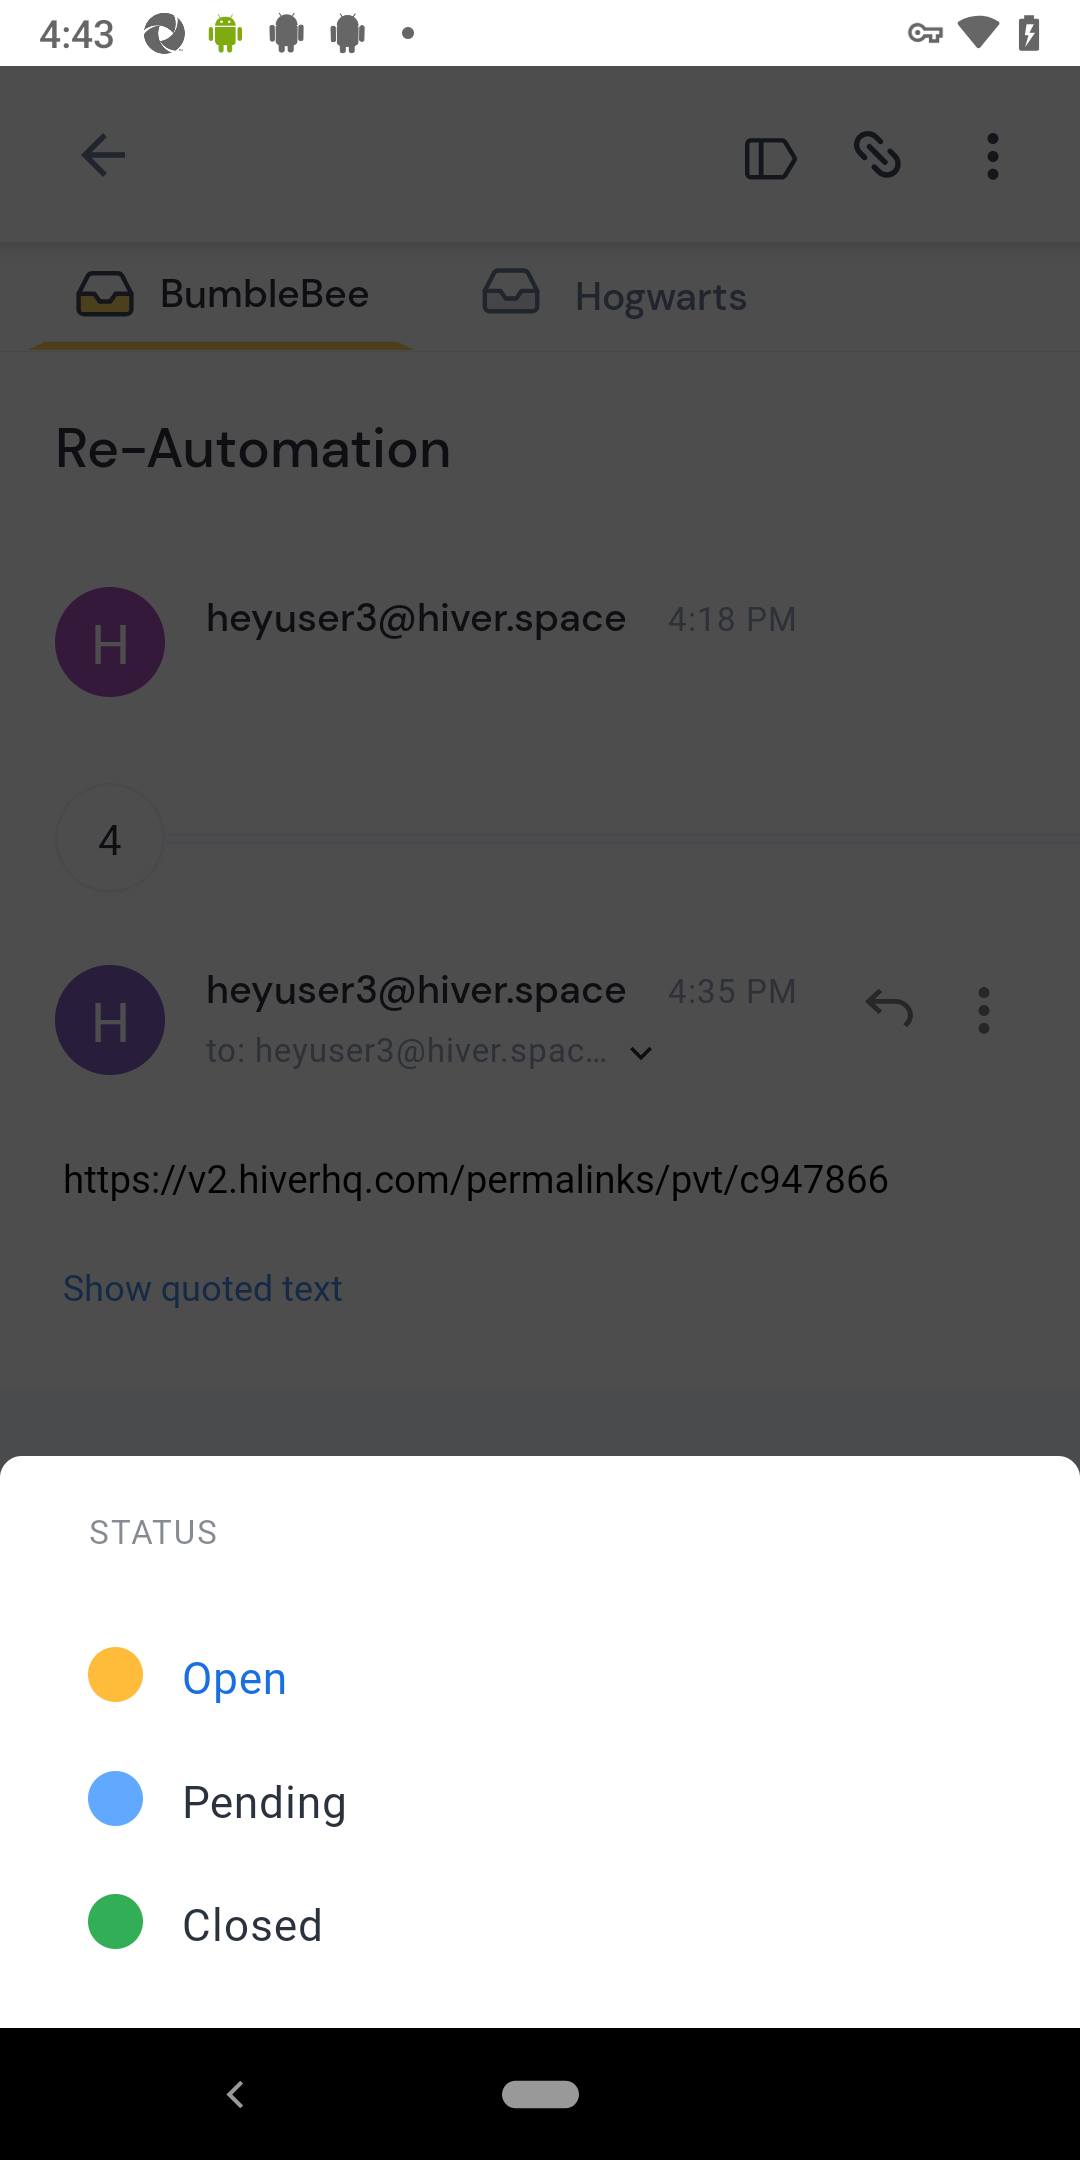 4:43
BumbleBee
Hogwarts
Re-Automation
H
heyuser3@hiver.space 4:18 PM
4
H
heyuser3@hiver.space 4:35 PM
to: heyuser3@hiver.spac...
https://v2.hiverhq.com/permalinks/pvt/c947866
Show quoted text
STATUS
Open
Pending
Closed